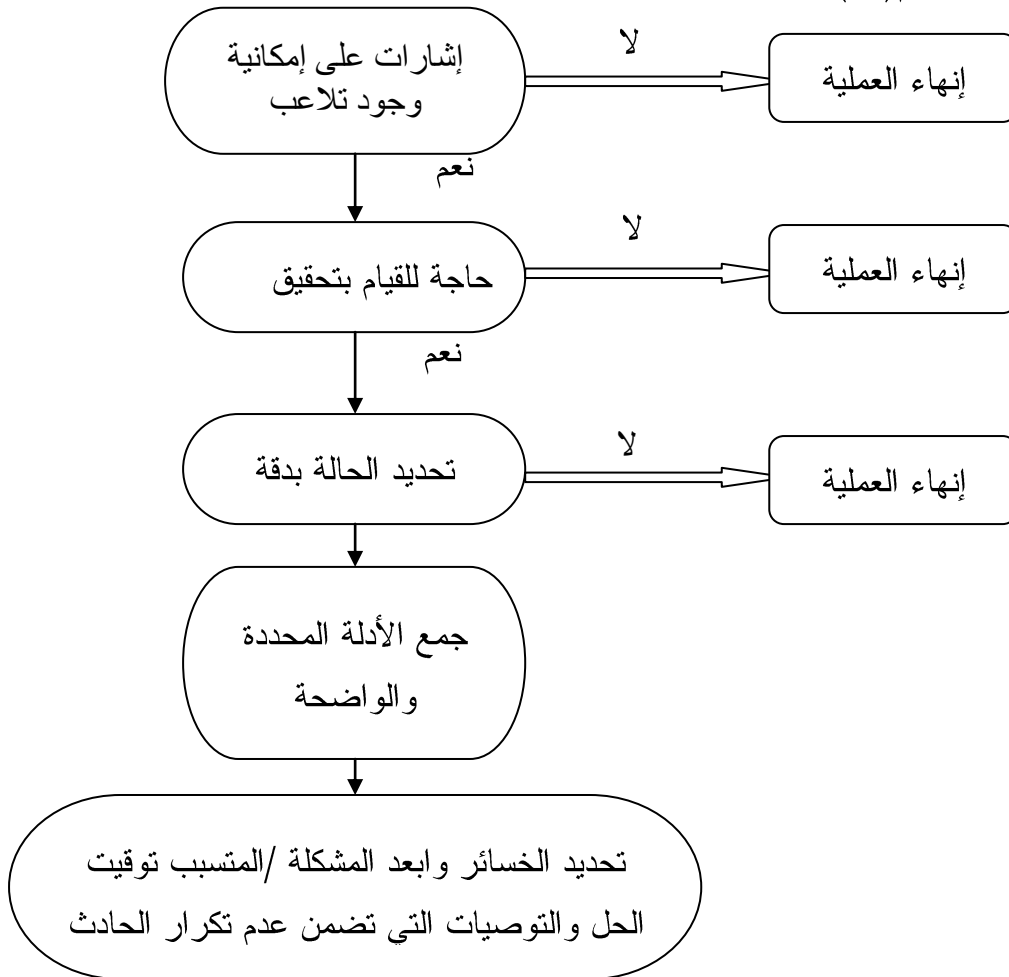 إشارات على إمكانية
وجود تلاعب
لا
إنهاء العملية
نعم
حاجة للقيام بتحقيق
لا
إنهاء العملية
نعم
تحديد الحالة بدقة
لا
إنهاء العملية
جمع الأدلة المحددة
والواضحة
تحديد الخسائر وابعد المشكلة /المتسبب توقيت
الحل والتوصيات التي تضمن عدم تكرار الحادث